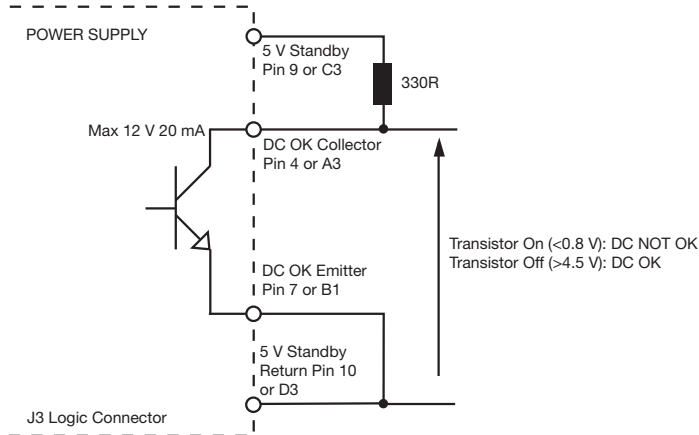 POWER SUPPLY
5 V Standby
Pin 9 or C3
330R
Max 12 V 20 mA
DC OK Collector
Pin 4 or A3
Transistor On (<0.8 V): DC NOT OK
Transistor Off (>4.5 V): DC OK
DC OK Emitter
Pin 7 or B1
5 V Standby
Return Pin 10
or D3
J3 Logic Connector